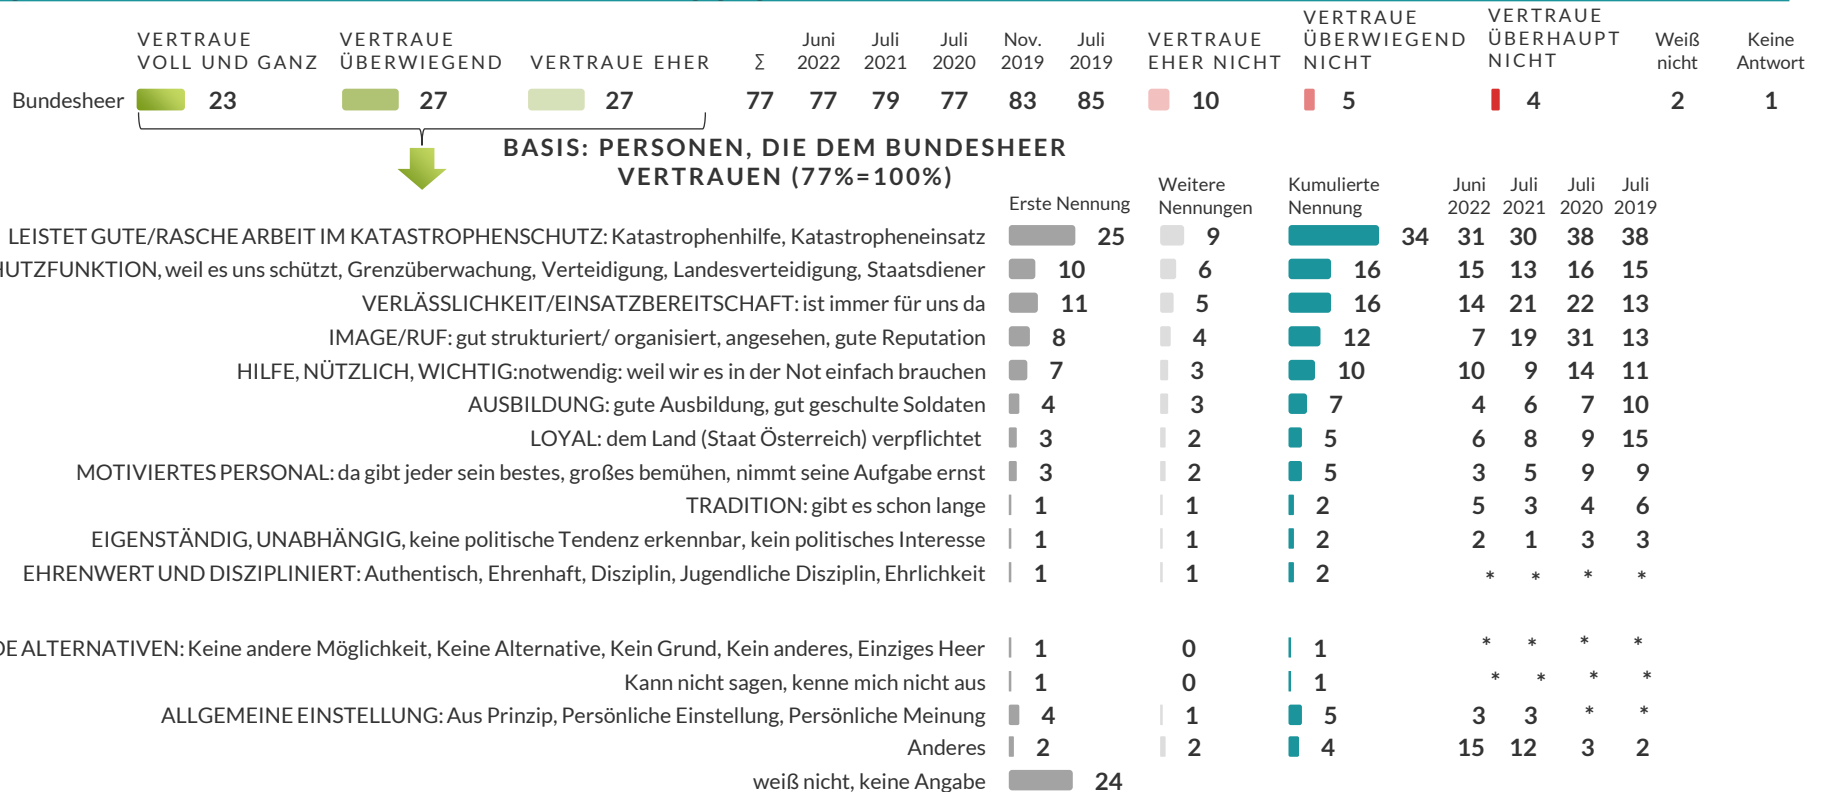 VERTRAUE VOLL UND GANZ VERTRAUE ÜBERWIEGEND VERTRAUE EHER Σ Juni 2022 Juli 2021 Juli 2020 Nov. 2019 Juli 2019 VERTRAUE EHER NICHT VERTRAUE ÜBERWIEGEND NICHT VERTRAUE ÜBERHAUPT NICHT Weiß nicht Keine Antwort
Bundesheer 23 27 27 77 77 79 77 83 85 10 5 4 2 1
BASIS: PERSONEN, DIE DEM BUNDESHEER
VERTRAUEN (77%=100%)
Erste Nennung Weitere Nennungen Kumulierte Nennung Juni 2022 Juli 2021 Juli 2020 Juli 2019
LEISTET GUTE/RASCHE ARBEIT IM KATASTROPHENSCHUTZ: Katastrophenhilfe, Katastropheneinsatz 25 9 34 31 30 38 38
HUTZFUNKTION, weil es uns schützt, Grenzüberwachung, Verteidigung, Landesverteidigung, Staatsdiener 10 6 16 15 13 16 15
VERLÄSSLICHKEIT/EINSATZBEREITSCHAFT: ist immer für uns da 11 5 16 14 21 22 13
IMAGE/RUF: gut strukturiert/ organisiert, angesehen, gute Reputation 8 4 12 7 19 31 13
HILFE, NÜTZLICH, WICHTIG:notwendig: weil wir es in der Not einfach brauchen 7 3 10 10 9 14 11
AUSBILDUNG: gute Ausbildung, gut geschulte Soldaten 4 3 7 4 6 7 10
LOYAL: dem Land (Staat Österreich) verpflichtet 3 2 5 6 8 9 15
MOTIVIERTES PERSONAL: da gibt jeder sein bestes, großes bemühen, nimmt seine Aufgabe ernst 3 2 5 3 5 9 9
TRADITION: gibt es schon lange 1 1 2 5 3 4 6
EIGENSTÄNDIG, UNABHÄNGIG, keine politische Tendenz erkennbar, kein politisches Interesse 1 1 2 2 1 3 3
EHRENWERT UND DISZIPLINIERT: Authentisch, Ehrenhaft, Disziplin, Jugendliche Disziplin, Ehrlichkeit 1 1 2 * * * *
DE ALTERNATIVEN: Keine andere Möglichkeit, Keine Alternative, Kein Grund, Kein anderes, Einziges Heer 1 0 1 * * * *
Kann nicht sagen, kenne mich nicht aus 1 0 1 * * * *
ALLGEMEINE EINSTELLUNG: Aus Prinzip, Persönliche Einstellung, Persönliche Meinung 4 1 5 3 3 * *
Anderes 2 2 4 15 12 3 2
weiß nicht, keine Angabe 24